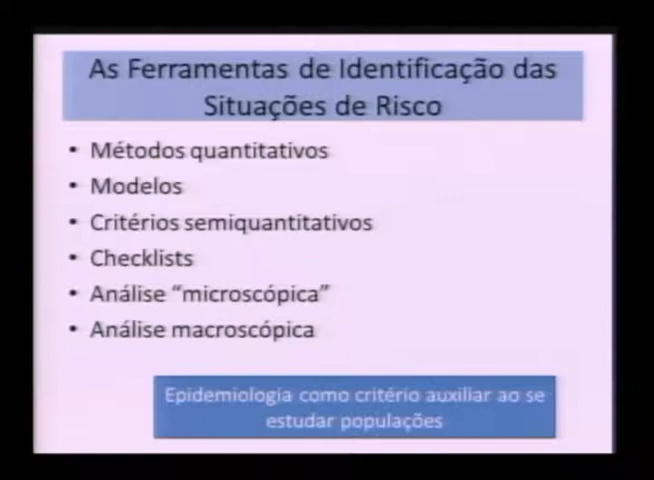 As Ferramentas de Identificação das
Situações de Risco
• Métodos quantitativos
• Modelos
• Critérios semiquantitativos
• Checklists
• Análise “microscópica”
• Análise macroscópica
Epidemiologia como critério auxiliar ao se
estudar populações